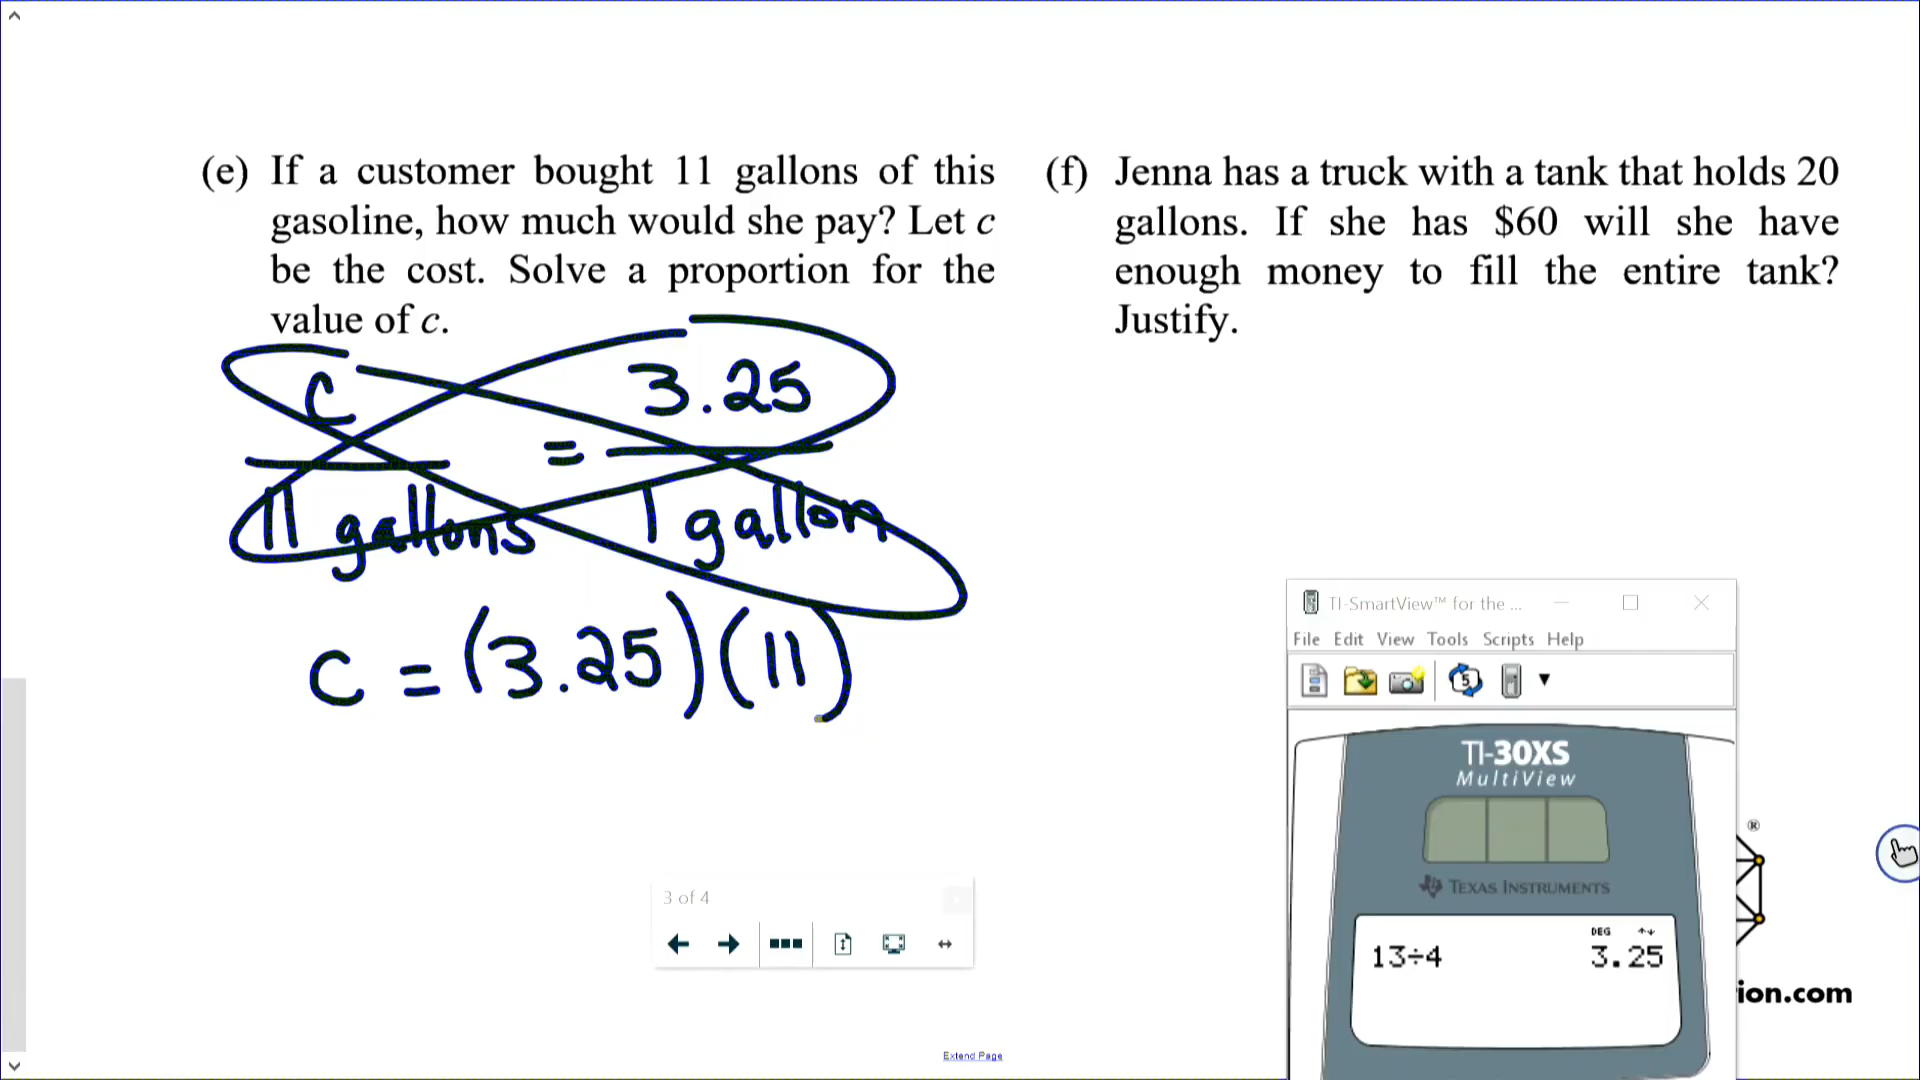 (e) If a customer bought 11 gallons of this
gasoline, how much would she pay? Let c
be the cost. Solve a proportion for the
value of c.
c = 3.25
11 gallons 1 gallon
c = (3.25)(11)
(f) Jenna has a truck with a tank that holds 20
gallons. If she has $60 will she have
enough money to fill the entire tank?
Justify.
TI-SmartView™ for the ...
File Edit View Tools Scripts Help
5
TI-30XS
MultiView
TEXAS INSTRUMENTS
DEG
13÷4 3.25
®
ion.com
3 of 4
Extend Page